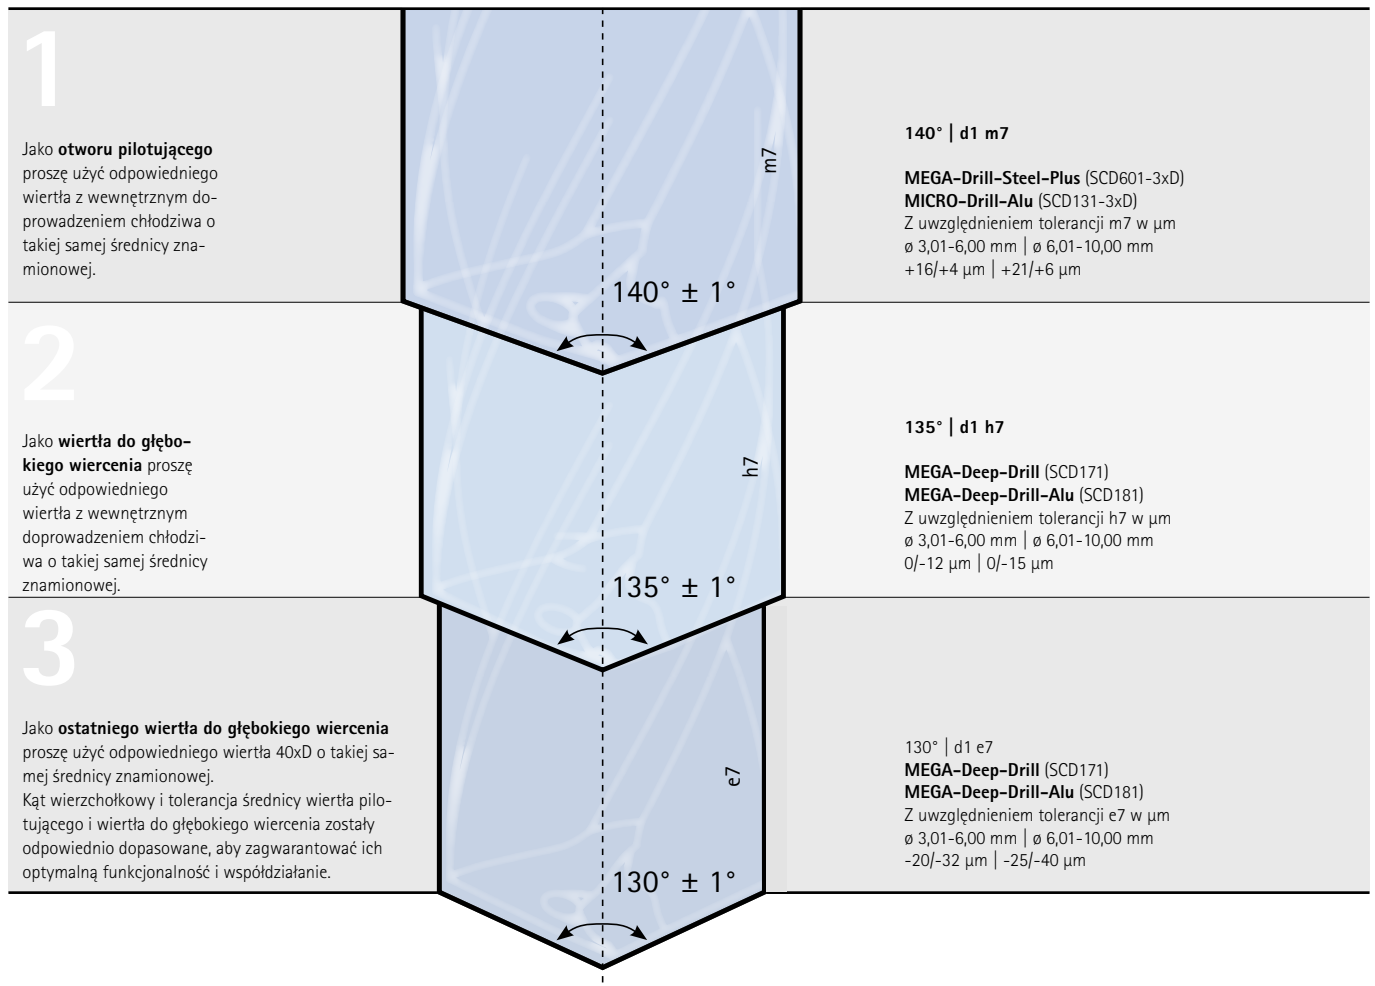 1
Jako otworu pilotującego
proszę użyć odpowiedniego
wiertła z wewnętrznym do-
prowadzeniem chłodziwa o
takiej samej średnicy zna-
mionowej.
m7
140° ± 1°
140° | d1 m7
MEGA-Drill-Steel-Plus (SCD601-3xD)
MICRO-Drill-Alu (SCD131-3xD)
Z uwzględnieniem tolerancji m7 w µm
ø 3,01-6,00 mm | ø 6,01-10,00 mm
+16/+4 µm | +21/+6 µm
2
Jako wiertła do głębo-
kiego wiercenia proszę
użyć odpowiedniego
wiertła z wewnętrznym
doprowadzeniem chłodzi-
wa o takiej samej średnicy
znamionowej.
h7
135° ± 1°
135° | d1 h7
MEGA-Deep-Drill (SCD171)
MEGA-Deep-Drill-Alu (SCD181)
Z uwzględnieniem tolerancji h7 w µm
ø 3,01-6,00 mm | ø 6,01-10,00 mm
0/-12 µm | 0/-15 µm
3
Jako ostatniego wiertła do głębokiego wiercenia
proszę użyć odpowiedniego wiertła 40xD o takiej sa-
mej średnicy znamionowej.
Kąt wierzchołkowy i tolerancja średnicy wiertła pilo-
tującego i wiertła do głębokiego wiercenia zostały
odpowiednio dopasowane, aby zagwarantować ich
optymalną funkcjonalność i współdziałanie.
e7
130° ± 1°
130° | d1 e7
MEGA-Deep-Drill (SCD171)
MEGA-Deep-Drill-Alu (SCD181)
Z uwzględnieniem tolerancji e7 w µm
ø 3,01-6,00 mm | ø 6,01-10,00 mm
-20/-32 µm | -25/-40 µm